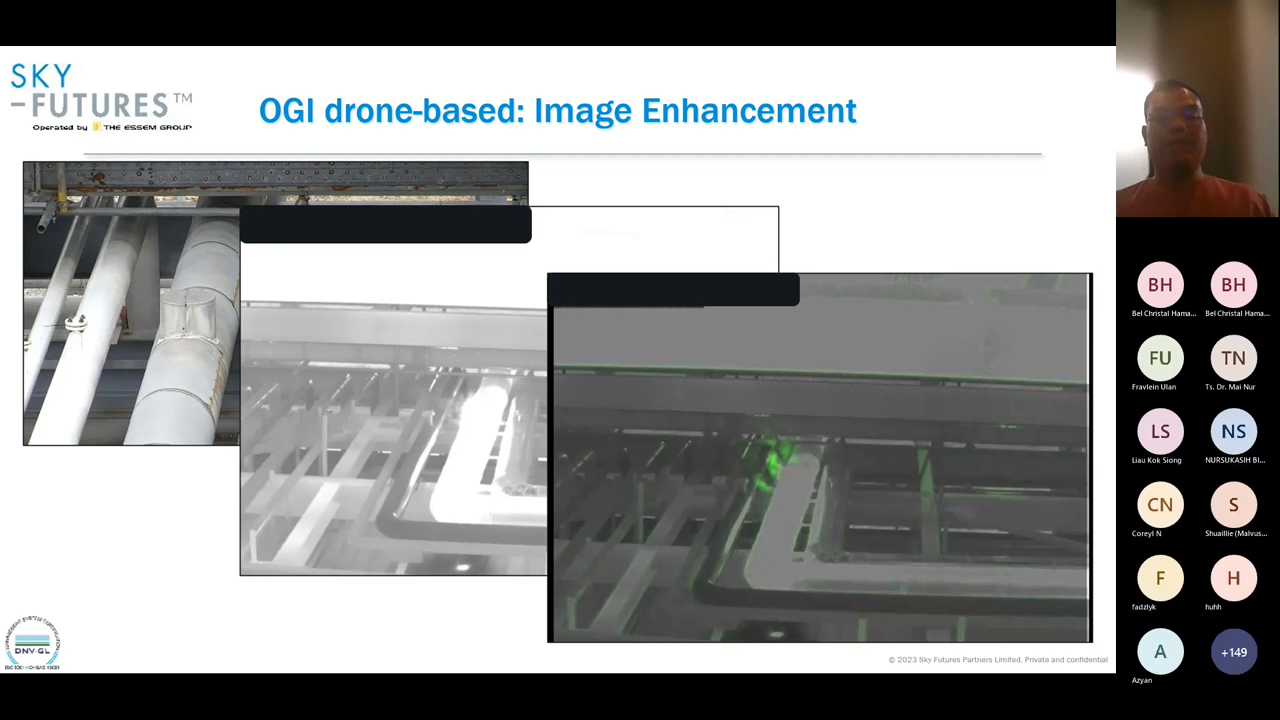 SKY
–FUTURES™
Operated by THE ESSEM GROUP
OGI drone-based: Image Enhancement
DNV·GL
© 2023 Sky Futures Partners Limited. Private and confidential
BH
BH
Bel Christal Hama...
Bel Christal Hama...
FU
TN
Fravlein Ulan
Ts. Dr. Mai Nur
LS
NS
Liau Kok Siong
NURSUKASIH BI...
CN
S
Coreyl N
Shuaillie (Malvus...
F
H
fadzlyk
huhh
A
+149
Azyan